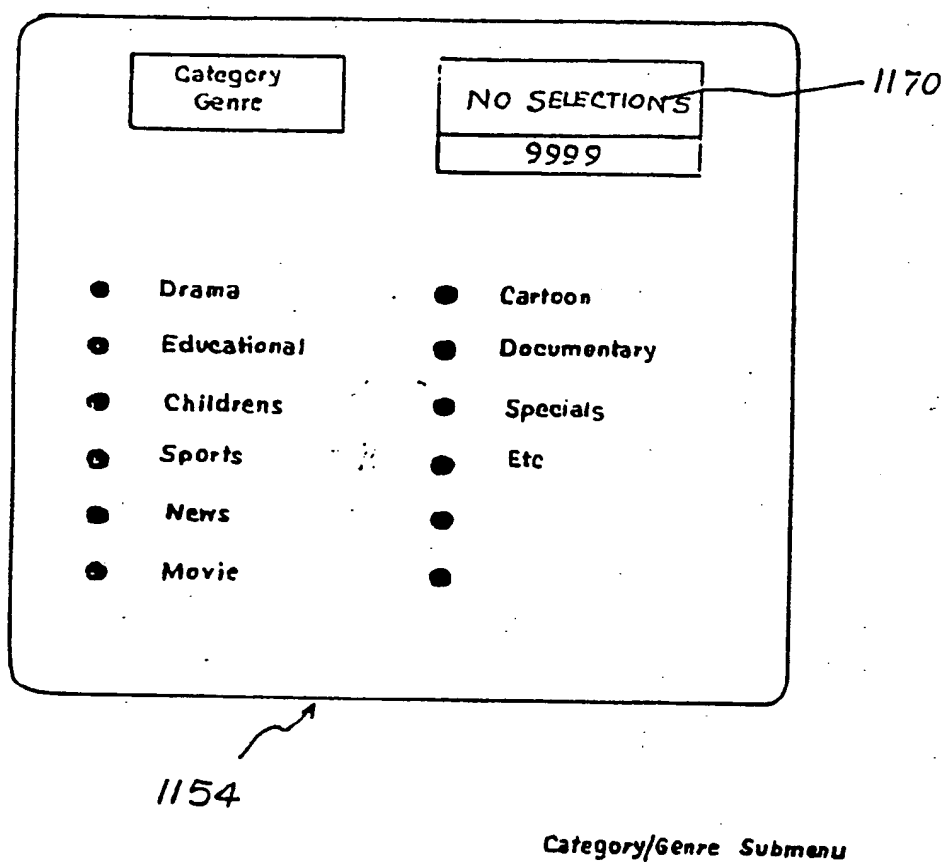 Category
Genre
NO SELECTIONS
1170
9999
Drama
Educational
Childrens
Sports
News
Movie
Cartoon
Documentary
Specials
Etc
1154
Category/Genre Submenu